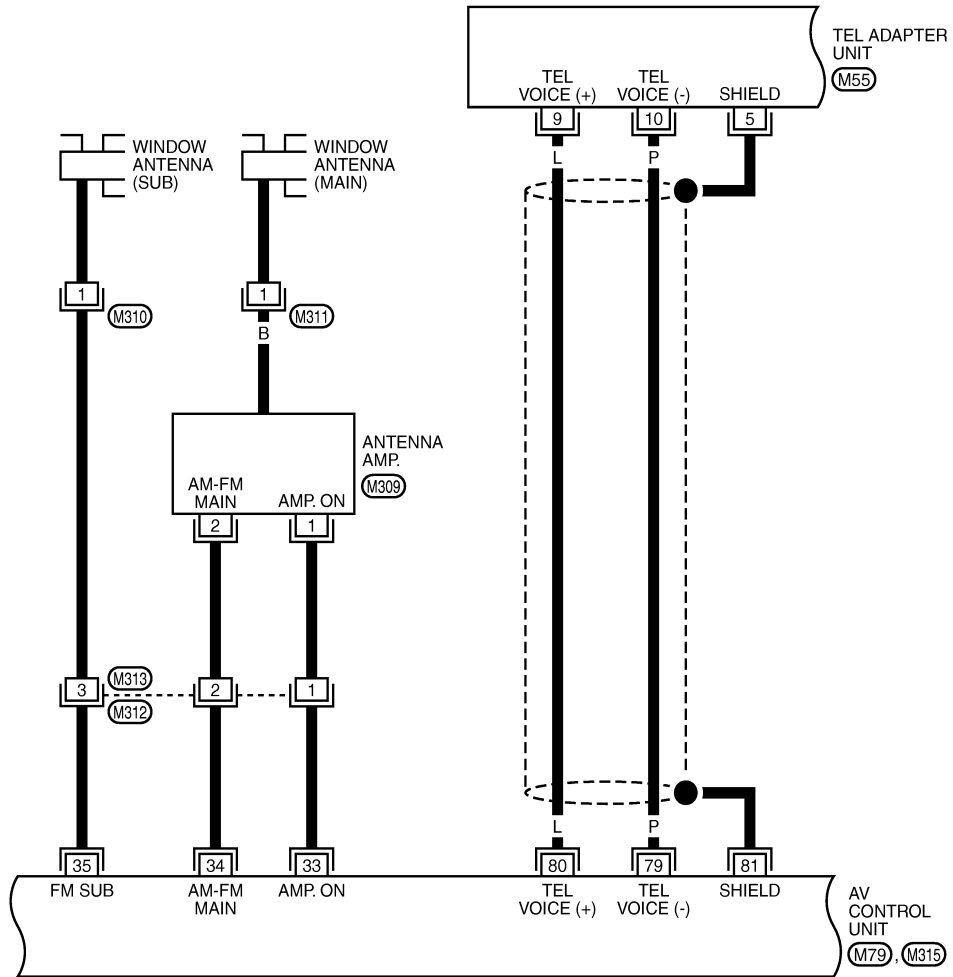 TEL ADAPTER
UNIT
M55
TEL
VOICE (+)
TEL
VOICE (-)
SHIELD
9
10
5
L
P
WINDOW
ANTENNA
(SUB)
WINDOW
ANTENNA
(MAIN)
1
M310
1
M311
B
ANTENNA
AMP.
M309
AM-FM
MAIN
AMP. ON
2
1
3
M313
M312
2
1
L
P
35
34
33
80
79
81
FM SUB
AM-FM
MAIN
AMP. ON
TEL
VOICE (+)
TEL
VOICE (-)
SHIELD
AV
CONTROL
UNIT
M79 , M315